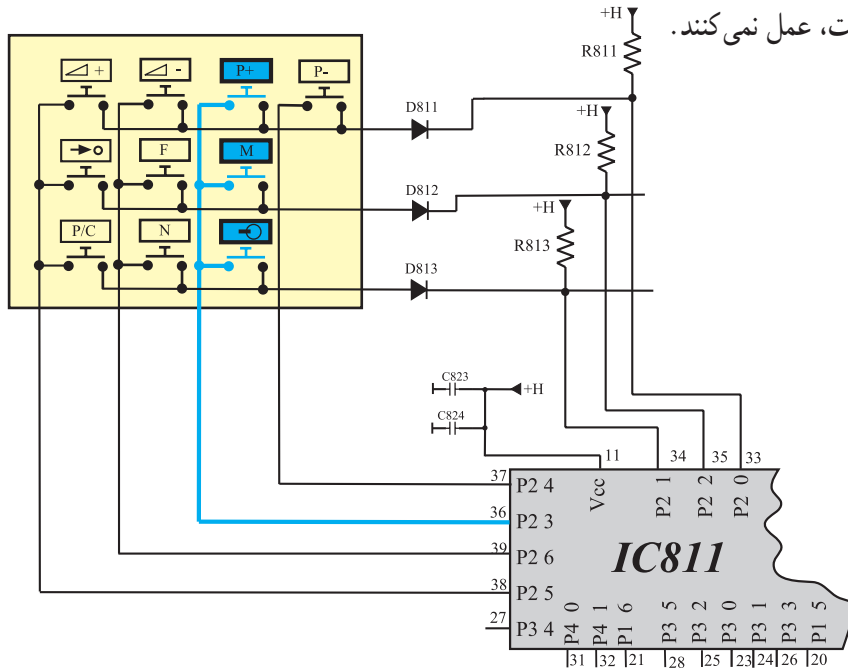 ت، عمل نمی‌کنند.
+H
R811
+H
R812
+H
R813
+
-
P+
P-
D811
F
M
D812
P/C
N
D813
C823
+H
C824
11
34
35
33
37
P2 4
Vcc
P2 1
P2 2
P2 0
36
P2 3
39
P2 6
IC811
38
P2 5
27
P3 4
P4 0
P4 1
P1 6
P3 5
P3 2
P3 0
P3 1
P3 3
P1 5
31
32
21
28
25
23
24
26
20